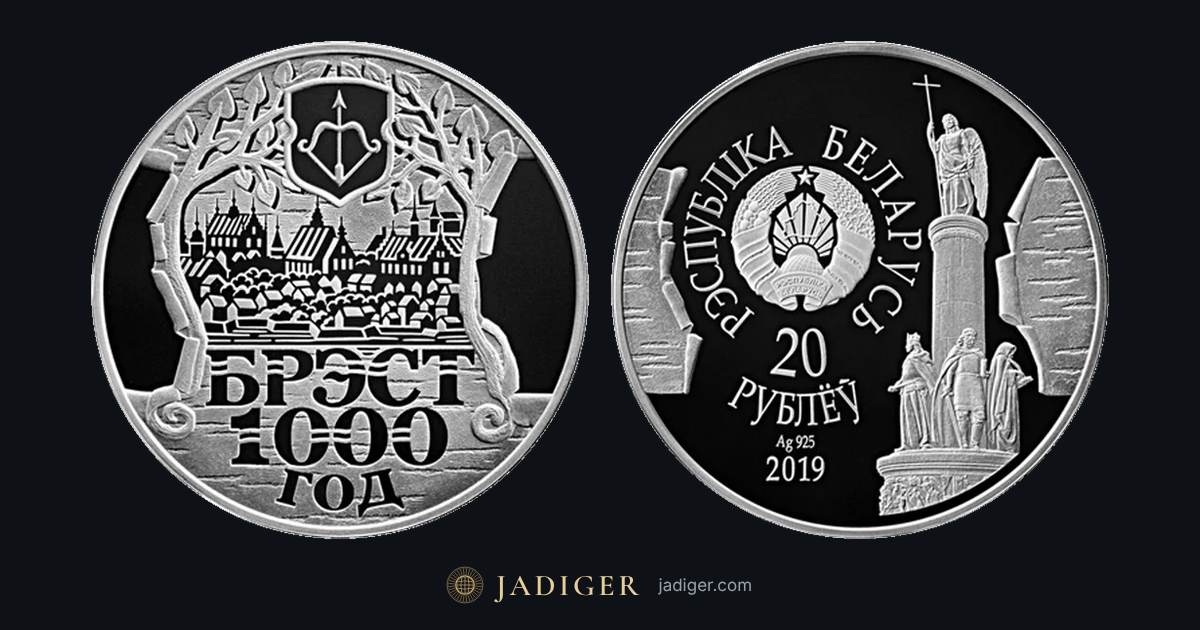 БРЭСТ
1000
ГОД
РЭСПУБЛІКА БЕЛАРУСЬ
20
РУБЛЁЎ
Ag 925
2019
JADIGER jadiger.com